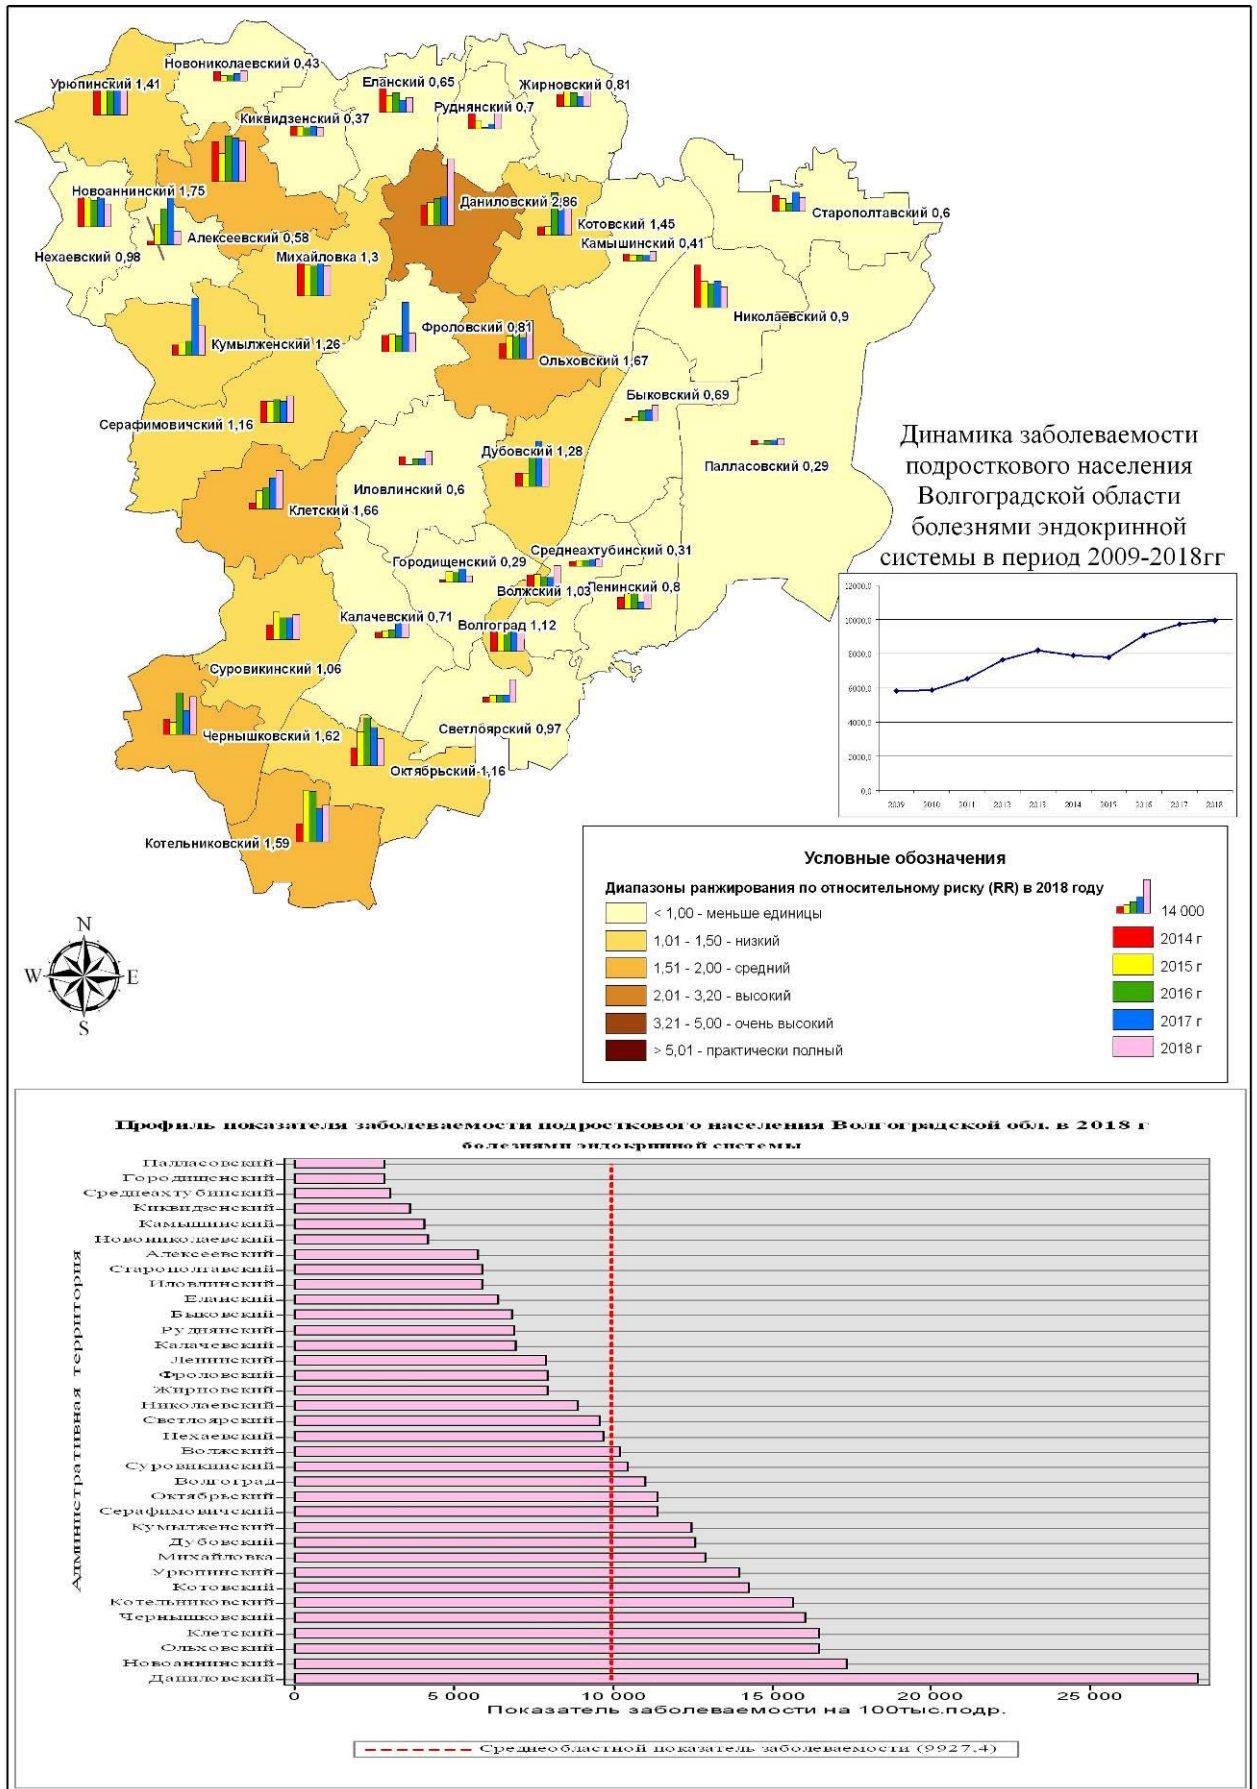 Новониколаевский 0,43
Урюпинский 1,41
Еланский 0,65
Жирновский 0,81
Руднянский 0,7
Киквидзенский 0,37
Новоаннинский 1,75
Даниловский 2,86
Старополтавский 0,6
Котовский 1,45
Алексеевский 0,58
Камышинский 0,41
Нехаевский 0,98
Михайловка 1,3
Николаевский 0,9
Фроловский 0,81
Кумылженский 1,26
Ольховский 1,67
Быковский 0,69
Серафимовичский 1,16
Дубовский 1,28
Палласовский 0,29
Иловлинский 0,6
Клетский 1,66
Среднеахтубинский 0,31
Городищенский 0,29
Волжский 1,03
Ленинский 0,8
Калачевский 0,71
Волгоград 1,12
Суровикинский 1,06
Светлоярский 0,97
Чернышковский 1,62
Октябрьский 1,16
Котельниковский 1,59
Динамика заболеваемости
подросткового населения
Волгоградской области
болезнями эндокринной
системы в период 2009-2018гг
12000,0
10000,0
8000,0
6000,0
4000,0
2000,0
0,0
2009 2010 2011 2012 2013 2014 2015 2016 2017 2018
N
W E
S
Условные обозначения
Диапазоны ранжирования по относительному риску (RR) в 2018 году
< 1,00 - меньше единицы
1,01 - 1,50 - низкий
1,51 - 2,00 - средний
2,01 - 3,20 - высокий
3,21 - 5,00 - очень высокий
> 5,01 - практически полный
14 000
2014 г
2015 г
2016 г
2017 г
2018 г
Профиль показателя заболеваемости подросткового населения Волгоградской обл. в 2018 г
болезнями эндокринной системы
Административная территория
Палласовский
Городищенский
Среднеахтубинский
Киквидзенский
Камышинский
Новониколаевский
Алексеевский
Старополтавский
Иловлинский
Еланский
Быковский
Руднянский
Калачевский
Ленинский
Фроловский
Жирновский
Николаевский
Светлоярский
Нехаевский
Волжский
Суровикинский
Волгоград
Октябрьский
Серафимовичский
Кумылженский
Дубовский
Михайловка
Урюпинский
Котовский
Котельниковский
Чернышковский
Клетский
Ольховский
Новоаннинский
Даниловский
0 5 000 10 000 15 000 20 000 25 000
Показатель заболеваемости на 100тыс.подр.
Среднеобластной показатель заболеваемости (9927,4)